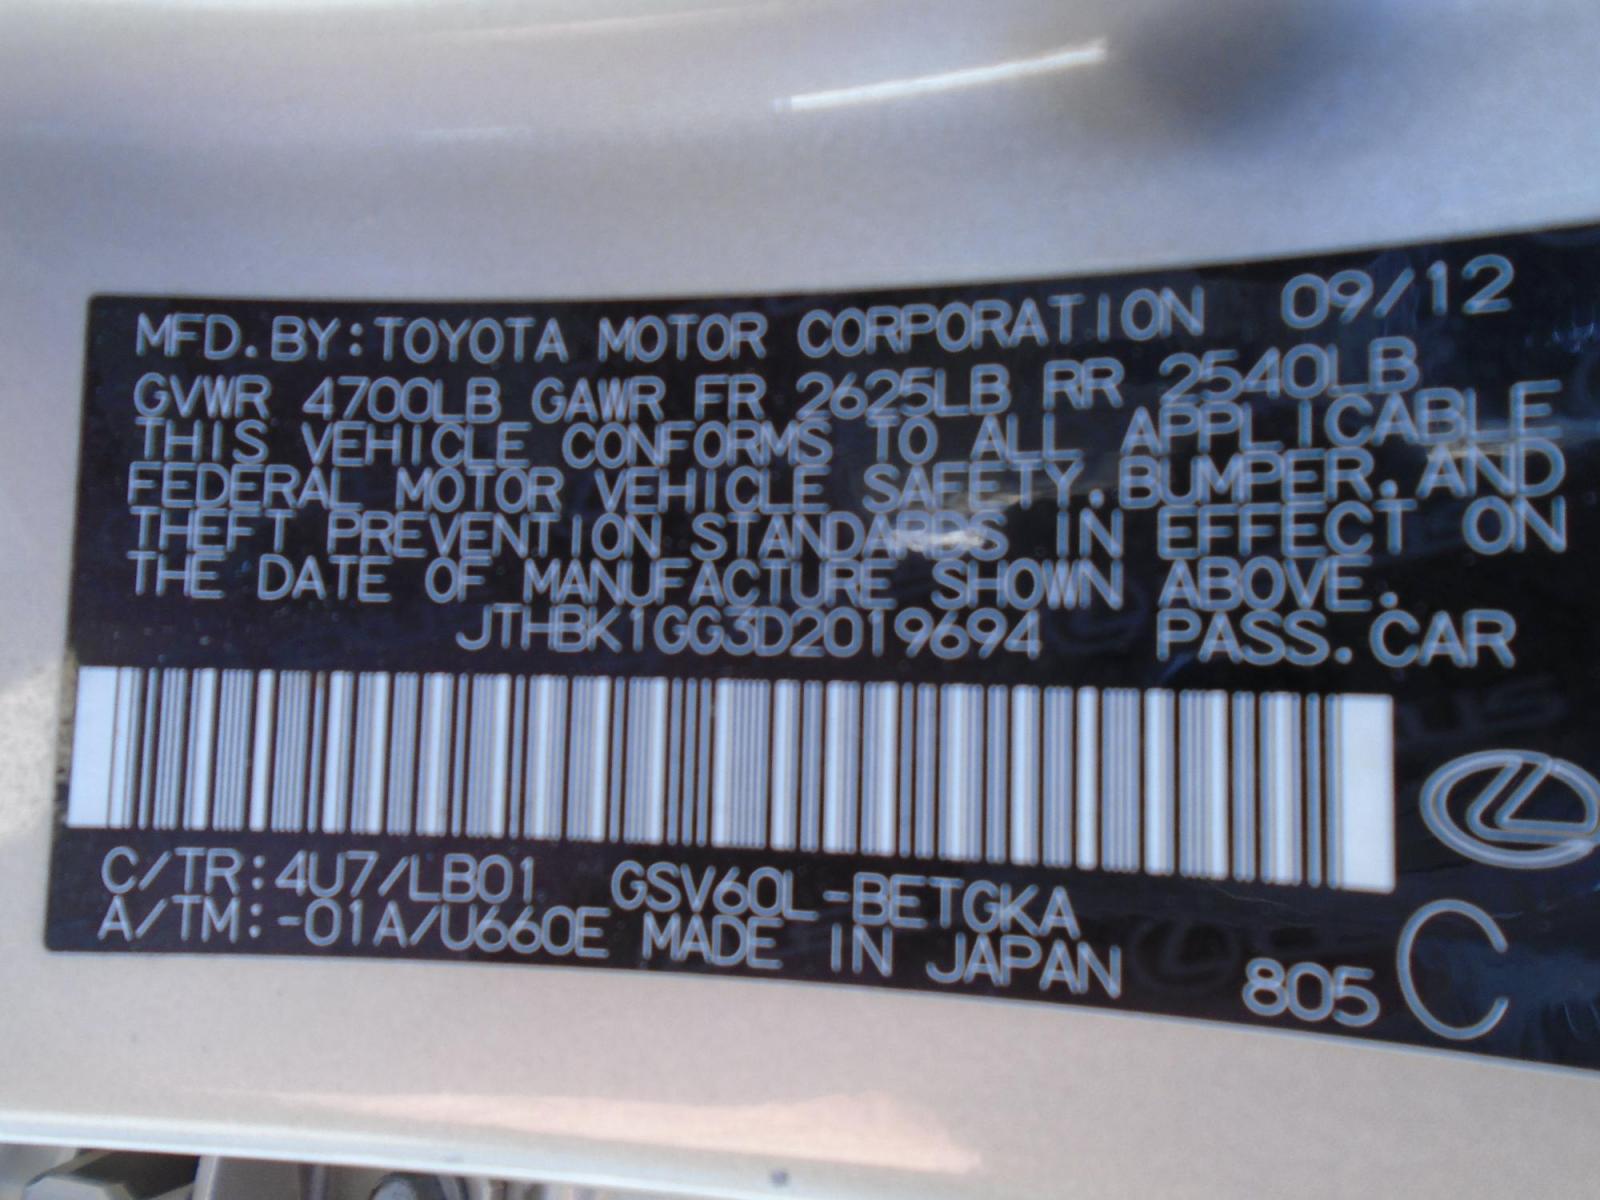 MFD.BY:TOYOTA MOTOR CORPORATION 09/12
GVWR 4700LB GAWR FR 2625LB RR 2540LB
THIS VEHICLE CONFORMS TO ALL APPLICABLE
FEDERAL MOTOR VEHICLE SAFETY.BUMPER.AND
THEFT PREVENTION STANDARDS IN EFFECT ON
THE DATE OF MANUFACTURE SHOWN ABOVE.
JTHBK1GG3D2019694 PASS.CAR
C/TR:4U7/LB01 GSV60L-BETGKA
A/TM:-01A/U660E MADE IN JAPAN 805 C